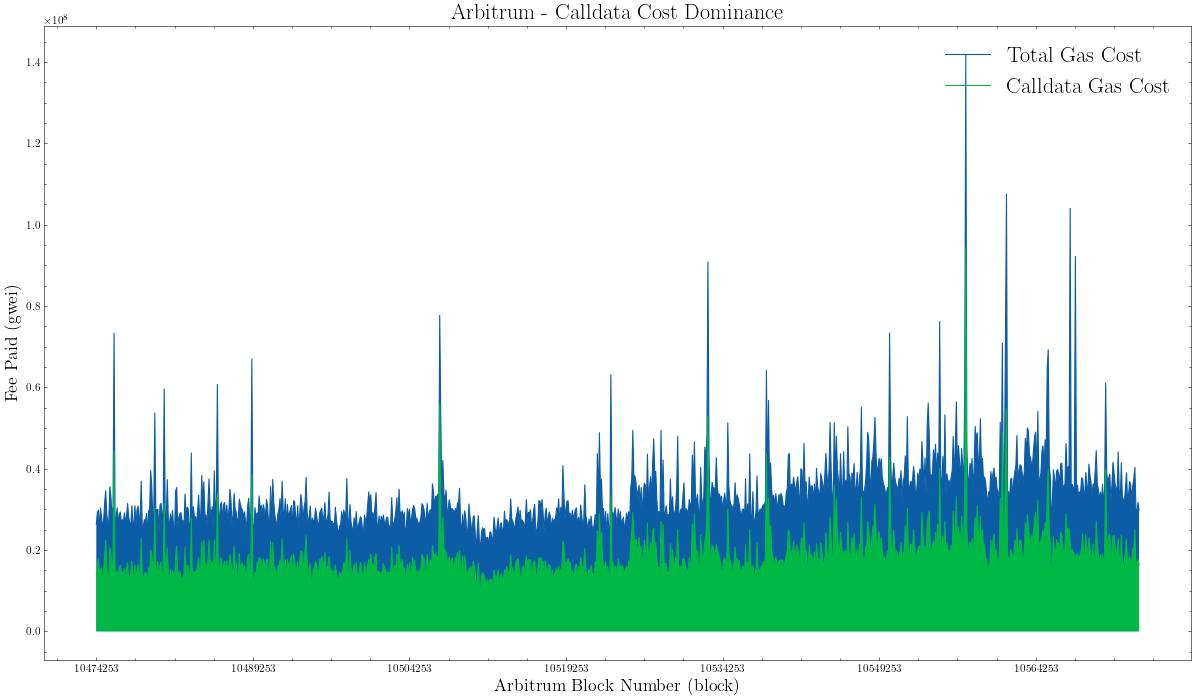 Arbitrum - Calldata Cost Dominance
×10⁸
Total Gas Cost
Calldata Gas Cost
1.4
1.2
1.0
0.8
0.6
0.4
0.2
0.0
Fee Paid (gwei)
10474253 10489253 10504253 10519253 10534253 10549253 10564253
Arbitrum Block Number (block)